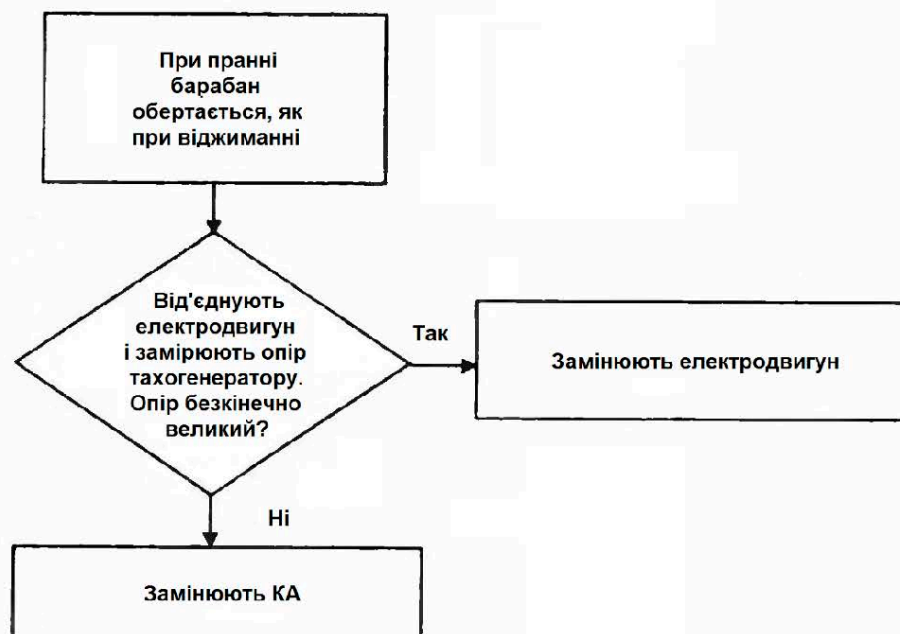 При пранні
барабан
обертається, як
при віджиманні
Від'єднують
електродвигун
і замірюють опір
тахогенератору.
Опір безкінечно
великий?
Так
Замінюють електродвигун
Ні
Замінюють КА